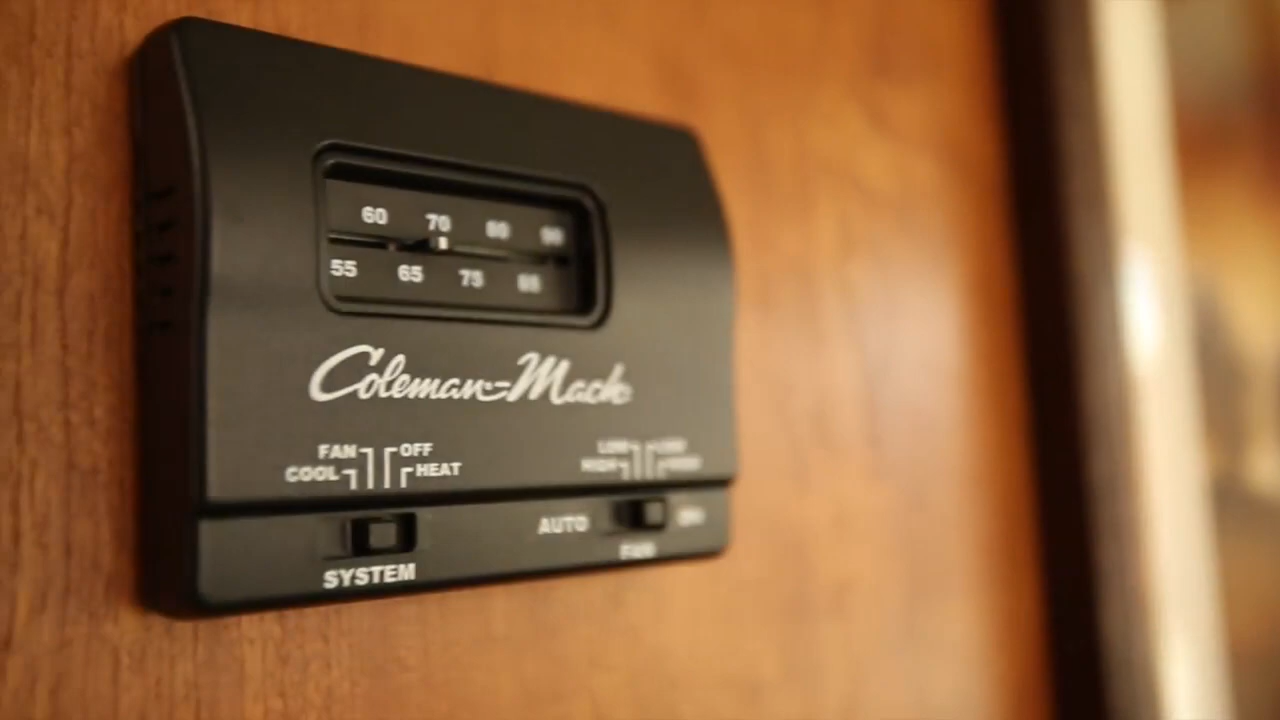 60 70 80 90
55 65 75 85
Coleman-Mach
FAN OFF
COOL HEAT
AUTO
FAN
SYSTEM